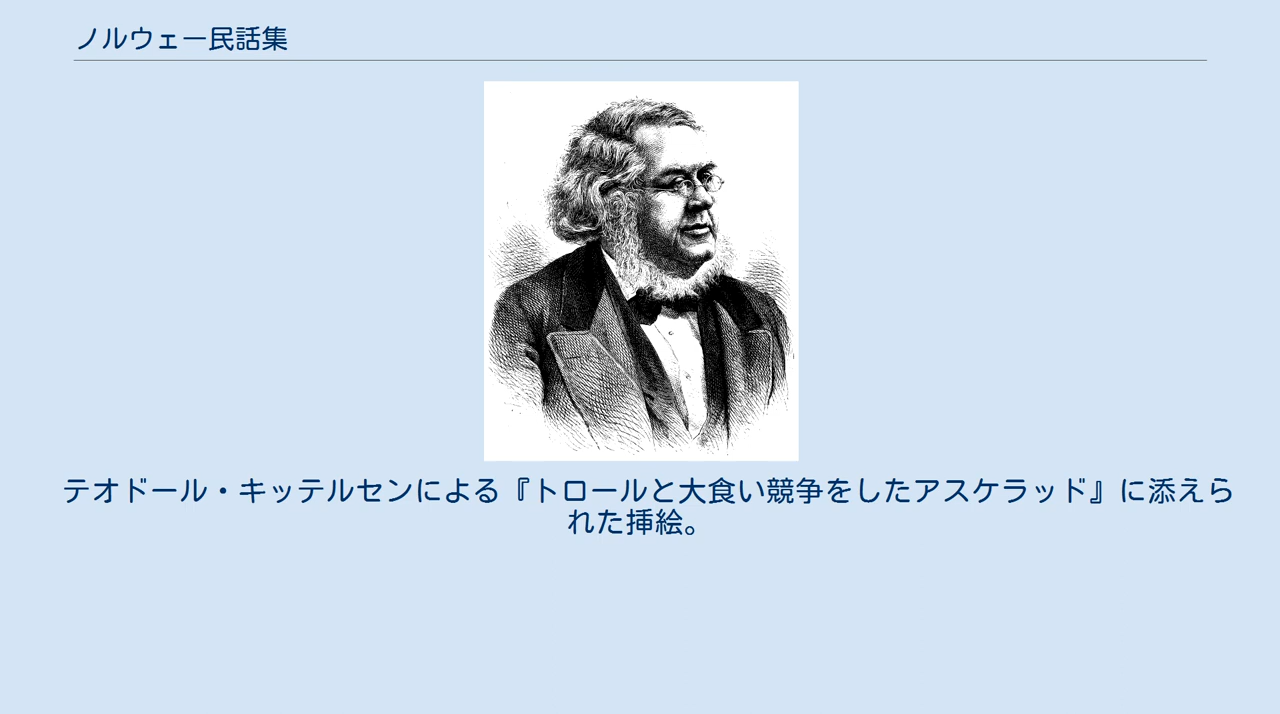 ノルウェー民話集
テオドール・キッテルセンによる『トロールと大食い競争をしたアスケラッド』に添えら
れた挿絵。